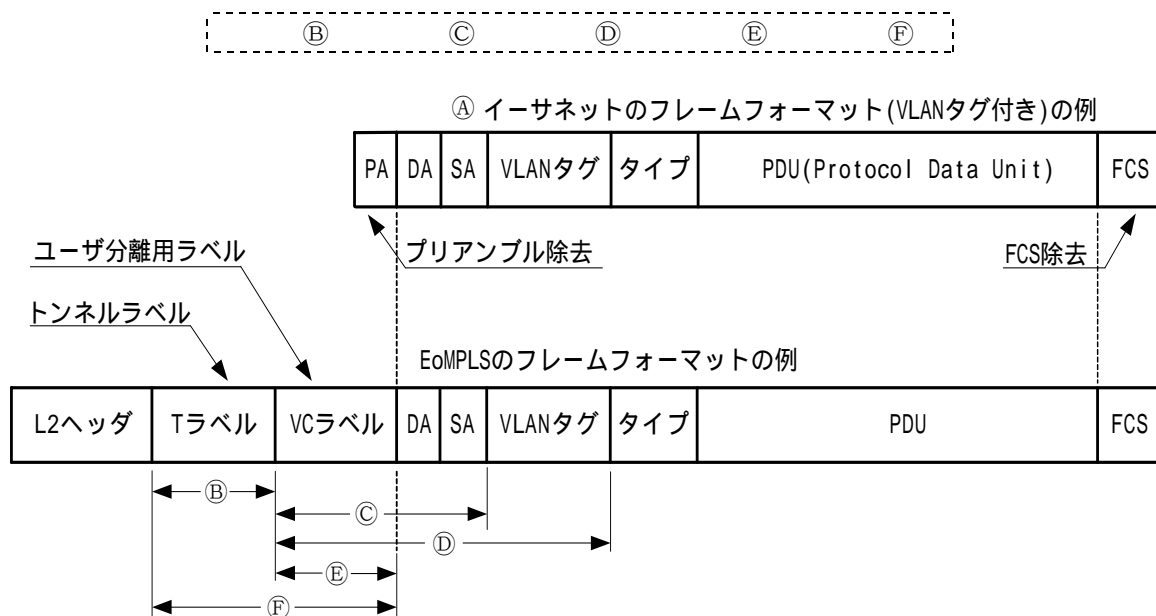 Ⓑ Ⓒ Ⓓ Ⓔ Ⓕ
Ⓐ イーサネットのフレームフォーマット(VLANタグ付き)の例
PA DA SA VLANタグ タイプ PDU(Protocol Data Unit) FCS
ユーザ分離用ラベル プリアンブル除去 FCS除去
トンネルラベル
EoMPLSのフレームフォーマットの例
L2ヘッダ Tラベル VCラベル DA SA VLANタグ タイプ PDU FCS
Ⓑ
Ⓒ
Ⓓ
Ⓔ
Ⓕ